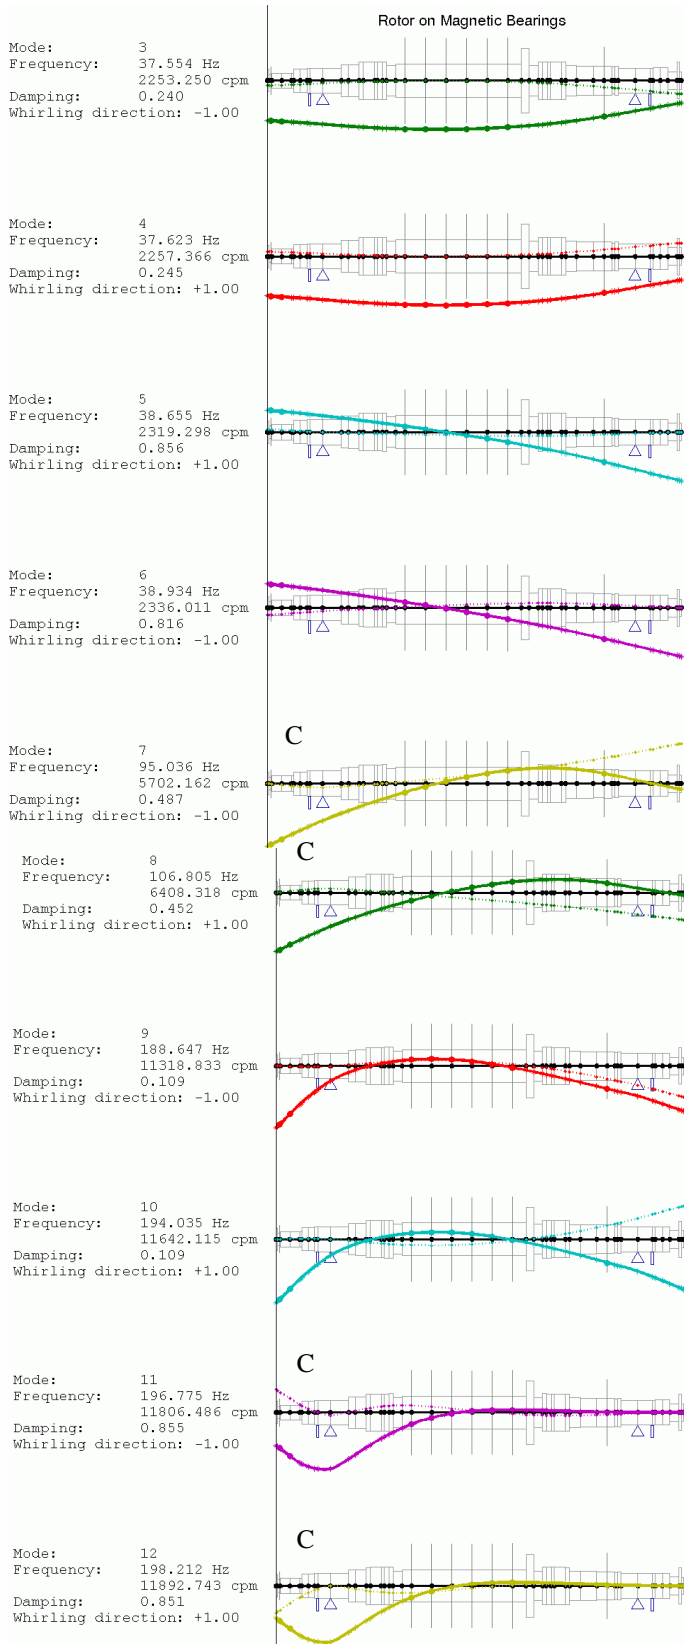 Rotor on Magnetic Bearings
Mode: 3
Frequency: 37.554 Hz
2253.250 cpm
Damping: 0.240
Whirling direction: -1.00
Mode: 4
Frequency: 37.623 Hz
2257.366 cpm
Damping: 0.245
Whirling direction: +1.00
Mode: 5
Frequency: 38.655 Hz
2319.298 cpm
Damping: 0.856
Whirling direction: +1.00
Mode: 6
Frequency: 38.934 Hz
2336.011 cpm
Damping: 0.816
Whirling direction: -1.00
C
Mode: 7
Frequency: 95.036 Hz
5702.162 cpm
Damping: 0.487
Whirling direction: -1.00
C
Mode: 8
Frequency: 106.805 Hz
6408.318 cpm
Damping: 0.452
Whirling direction: +1.00
Mode: 9
Frequency: 188.647 Hz
11318.833 cpm
Damping: 0.109
Whirling direction: -1.00
Mode: 10
Frequency: 194.035 Hz
11642.115 cpm
Damping: 0.109
Whirling direction: +1.00
C
Mode: 11
Frequency: 196.775 Hz
11806.486 cpm
Damping: 0.855
Whirling direction: -1.00
C
Mode: 12
Frequency: 198.212 Hz
11892.743 cpm
Damping: 0.851
Whirling direction: +1.00